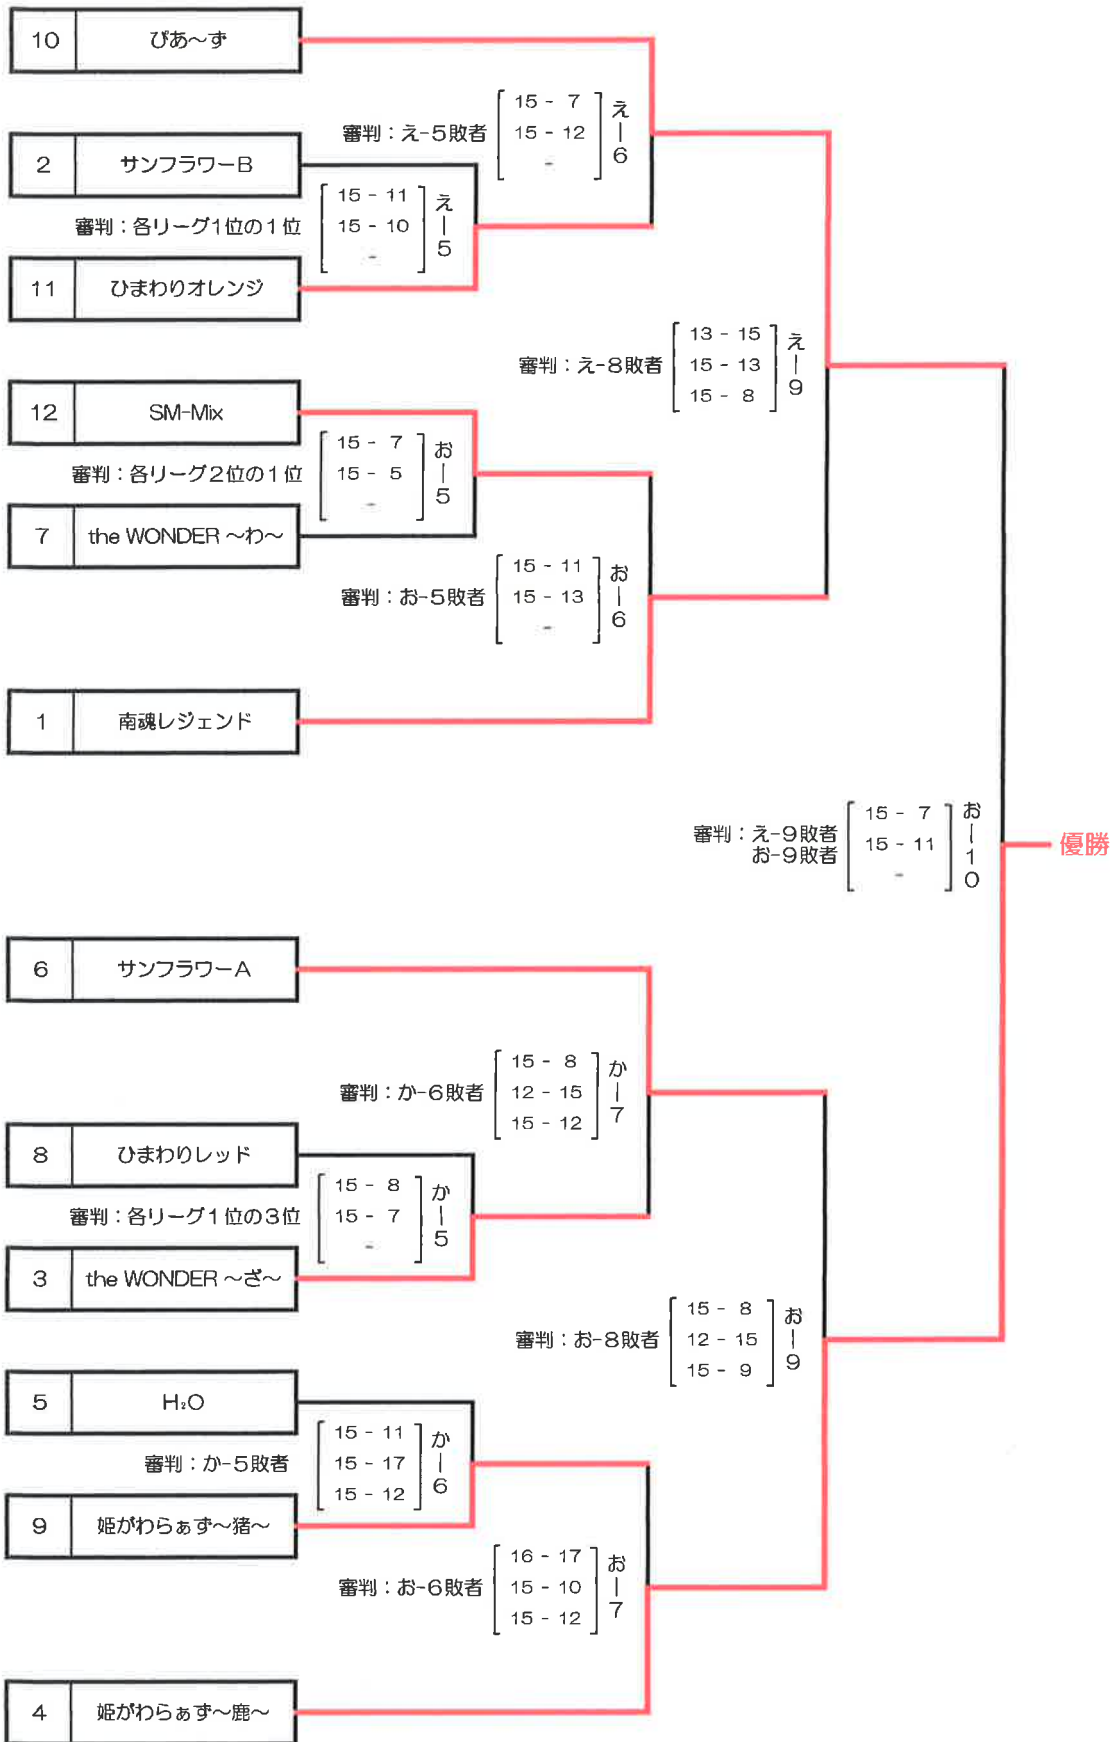 10 ぴあ～ず
審判：え-5敗者
15 - 7
15 - 12
-
え-6
2 サンフラワーB
審判：各リーグ1位の1位
15 - 11
15 - 10
-
え-5
11 ひまわりオレンジ
審判：え-8敗者
13 - 15
15 - 13
15 - 8
え-9
12 SM-Mix
審判：各リーグ2位の1位
15 - 7
15 - 5
-
お-5
7 the WONDER ～わ～
審判：お-5敗者
15 - 11
15 - 13
-
お-6
1 南魂レジェンド
審判：え-9敗者
お-9敗者
15 - 7
15 - 11
-
お-10
優勝
6 サンフラワーA
審判：か-6敗者
15 - 8
12 - 15
15 - 12
か-7
8 ひまわりレッド
審判：各リーグ1位の3位
15 - 8
15 - 7
-
か-5
3 the WONDER ～ざ～
審判：お-8敗者
15 - 8
12 - 15
15 - 9
お-9
5 H₂O
審判：か-5敗者
15 - 11
15 - 17
15 - 12
か-6
9 姫がわらぁず～猪～
審判：お-6敗者
16 - 17
15 - 10
15 - 12
お-7
4 姫がわらぁず～鹿～